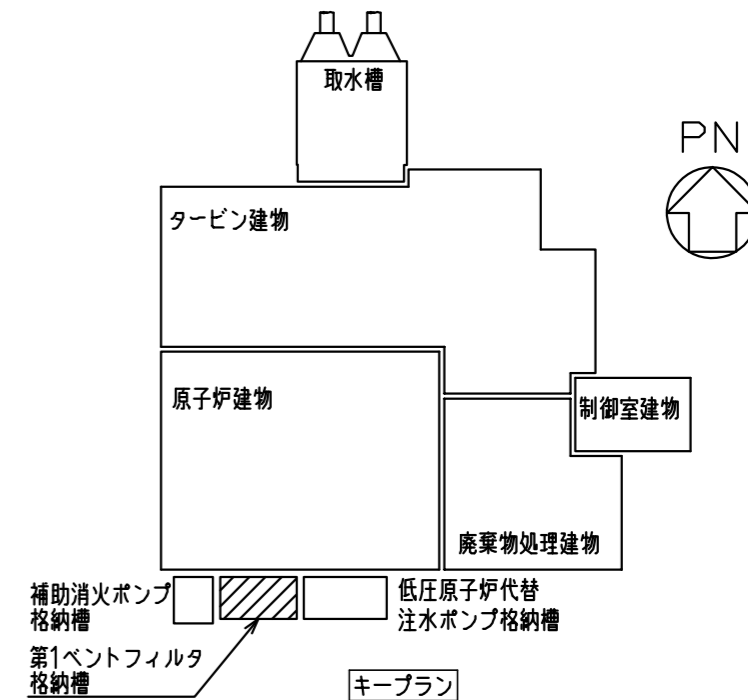 取水槽
PN
タービン建物
原子炉建物
制御室建物
廃棄物処理建物
補助消火ポンプ
格納槽
低圧原子炉代替
注水ポンプ格納槽
第1ベントフィルタ
格納槽
キープラン